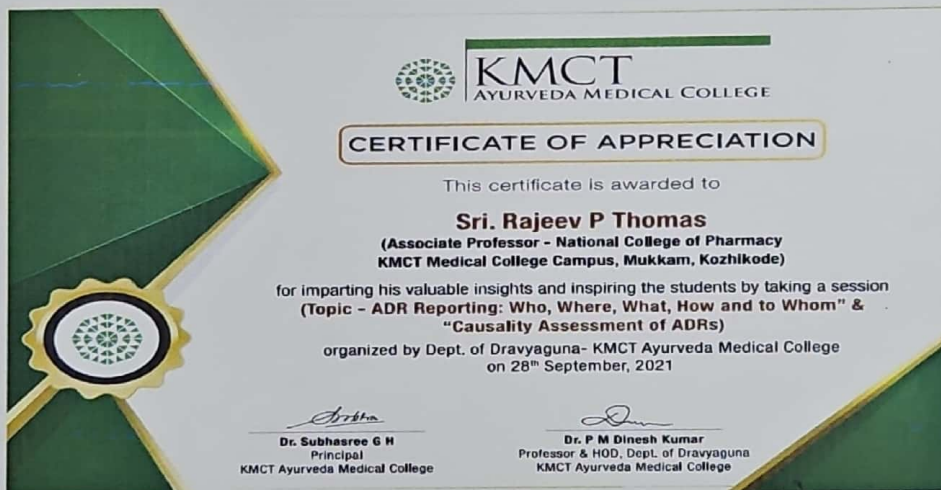 KMCT
AYURVEDA MEDICAL COLLEGE
CERTIFICATE OF APPRECIATION
This certificate is awarded to
Sri. Rajeev P Thomas
(Associate Professor - National College of Pharmacy
KMCT Medical College Campus, Mukkam, Kozhikode)
for imparting his valuable insights and inspiring the students by taking a session
(Topic - ADR Reporting: Who, Where, What, How and to Whom" &
"Causality Assessment of ADRs)
organized by Dept. of Dravyaguna- KMCT Ayurveda Medical College
on 28th September, 2021
Dr. Subhasree G H
Principal
KMCT Ayurveda Medical College
Dr. P M Dinesh Kumar
Professor & HOD, Dept. of Dravyaguna
KMCT Ayurveda Medical College